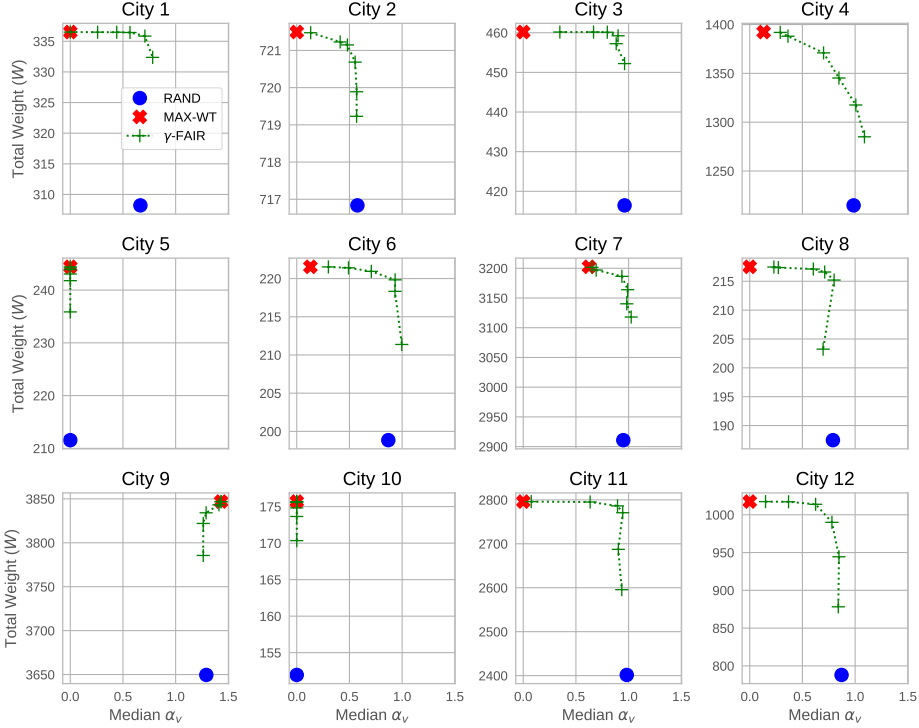 City 1
City 2
City 3
City 4
Total Weight (W)
335
333
330
325
320
315
310
RAND
MAX-WT
γ-FAIR
721
720
719
718
717
460
450
440
430
420
1400
1350
1300
1250
City 5
City 6
City 7
City 8
Total Weight (W)
240
230
220
210
220
215
210
205
200
3200
3150
3100
3050
3000
2950
2900
215
210
205
200
195
190
City 9
City 10
City 11
City 12
Total Weight (W)
3850
3800
3750
3700
3650
175
170
165
160
155
2800
2700
2600
2500
2400
1000
950
900
850
800
0.0 0.5 1.0 1.5
0.0 0.5 1.0 1.5
0.0 0.5 1.0 1.5
0.0 0.5 1.0 1.5
Median αv
Median αv
Median αv
Median αv